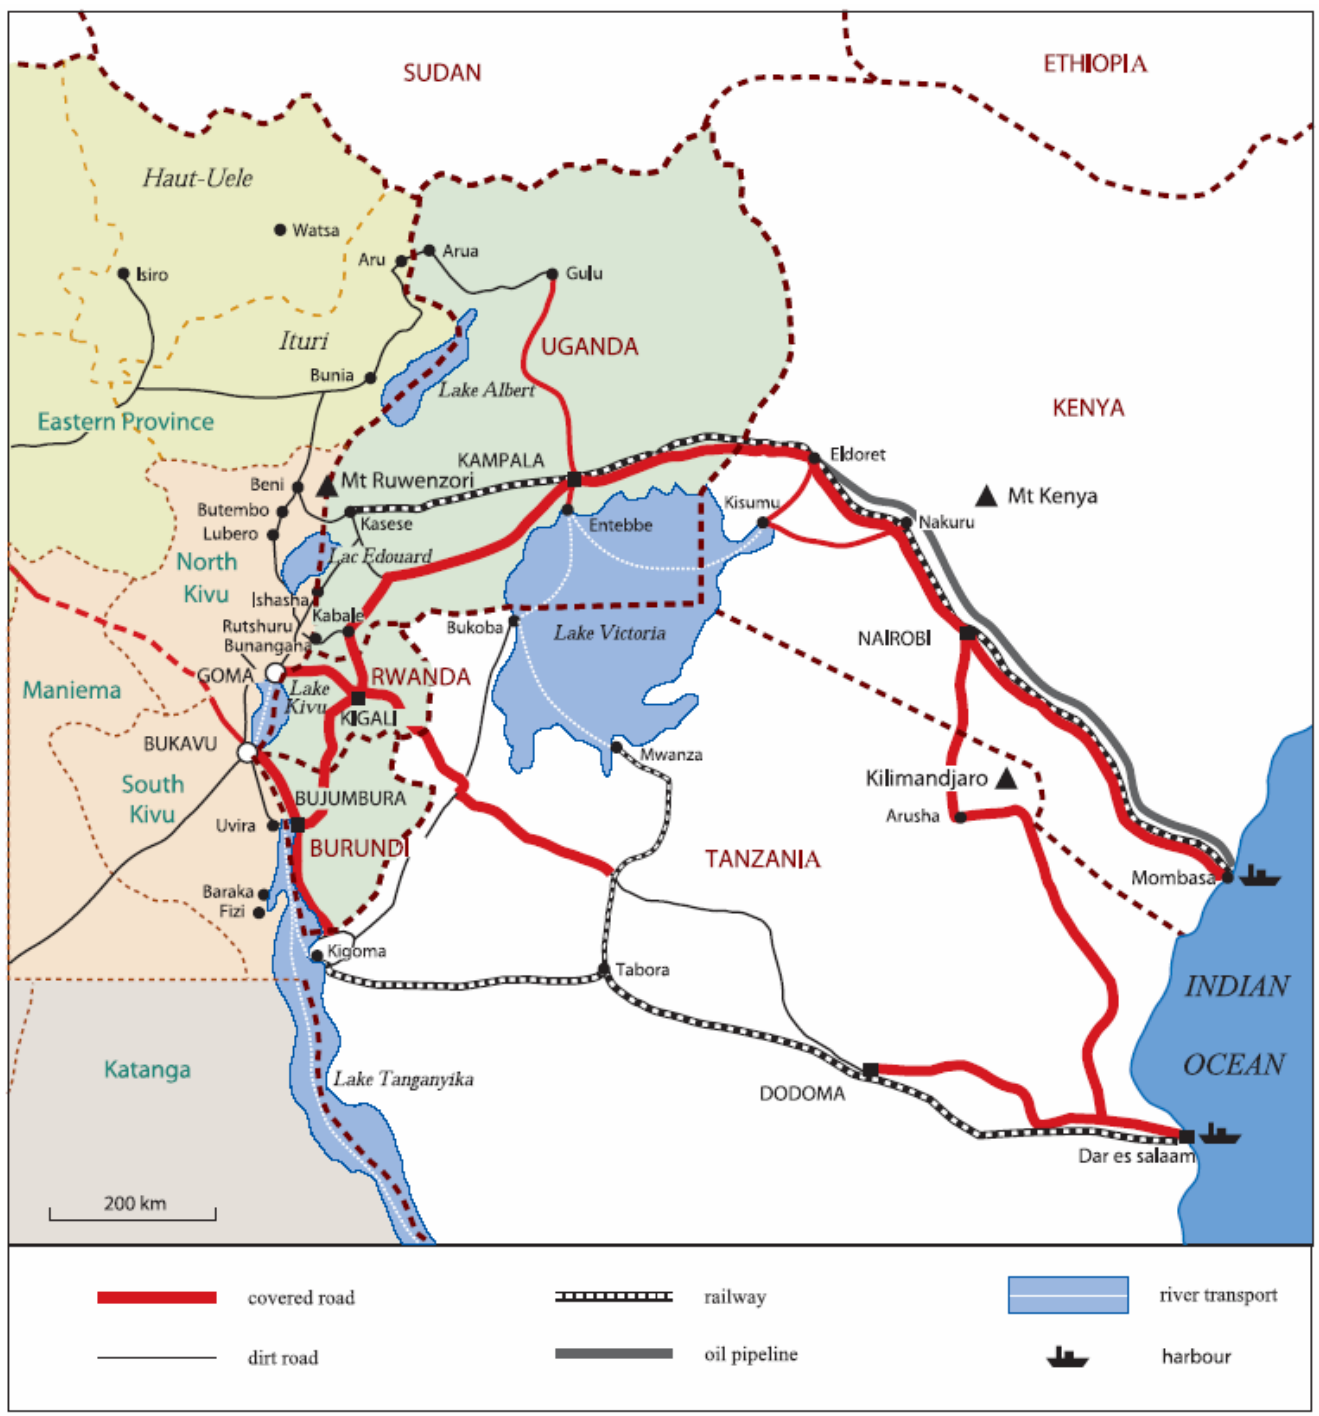 SUDAN
ETHIOPIA
Haut-Uele
Watsa
Isiro
Aru
Arua
Gulu
Ituri
UGANDA
Bunia
Lake Albert
KENYA
Eastern Province
Eldoret
KAMPALA
Beni
Mt Ruwenzori
Mt Kenya
Butembo
Kasese
Entebbe
Kisumu
Nakuru
Lubero
Lac Edouard
North
Kivu
Ishasha
Kabale
Rutshuru
Bukoba
Lake Victoria
NAIROBI
Bunangana
GOMA
RWANDA
Maniema
Lake
Kivu
KIGALI
BUKAVU
Mwanza
South
Kivu
Kilimandjaro
BUJUMBURA
Uvira
Arusha
BURUNDI
TANZANIA
Mombasa
Baraka
Fizi
Kigoma
Tabora
INDIAN
OCEAN
Katanga
Lake Tanganyika
DODOMA
Dar es salaam
200 km
covered road
railway
river transport
dirt road
oil pipeline
harbour